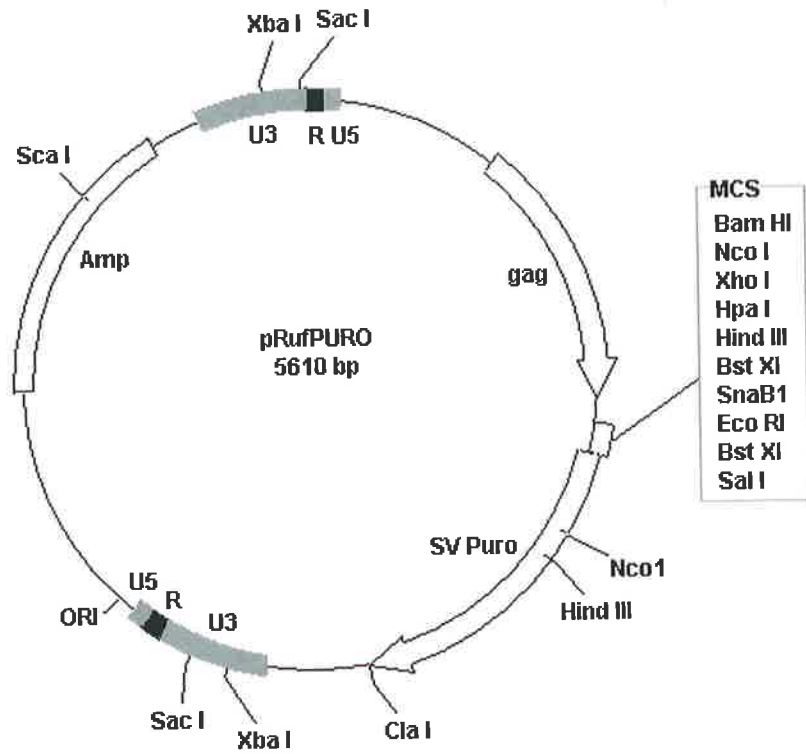 Xba I
Sac I
U3
R U5
Sca I
Amp
gag
pRufPURO
5610 bp
MCS
Bam HI
Nco I
Xho I
Hpa I
Hind III
Bst XI
SnaB1
Eco RI
Bst XI
Sal I
SV Puro
Nco1
Hind III
Cla I
U5
R
U3
ORI
Sac I
Xba I